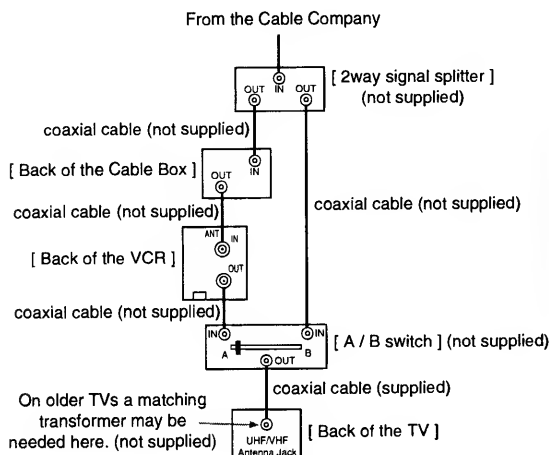 From the Cable Company
IN
OUT OUT
[ 2way signal splitter ]
(not supplied)
coaxial cable (not supplied)
[ Back of the Cable Box ]
OUT
IN
coaxial cable (not supplied)
coaxial cable (not supplied)
ANT
IN
[ Back of the VCR ]
OUT
coaxial cable (not supplied)
IN
IN
A
B
[ A / B switch ] (not supplied)
OUT
coaxial cable (supplied)
On older TVs a matching
transformer may be
needed here. (not supplied)
[ Back of the TV ]
UHF/VHF
Antenna Jack